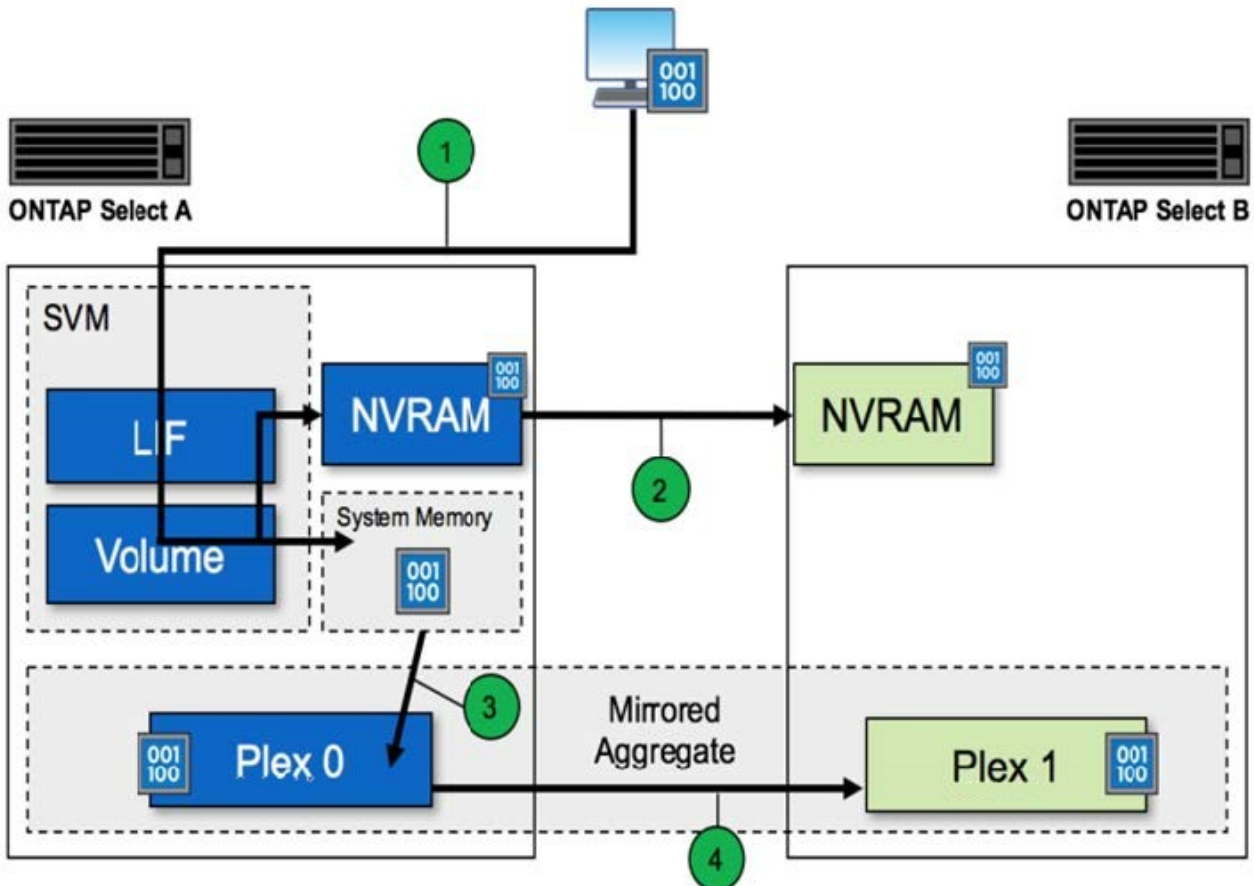 001
100
1
ONTAP Select A
ONTAP Select B
SVM
LIF
Volume
NVRAM
001
100
2
NVRAM
001
100
System Memory
001
100
3
Mirrored
Aggregate
001
100
Plex 0
Plex 1
001
100
4